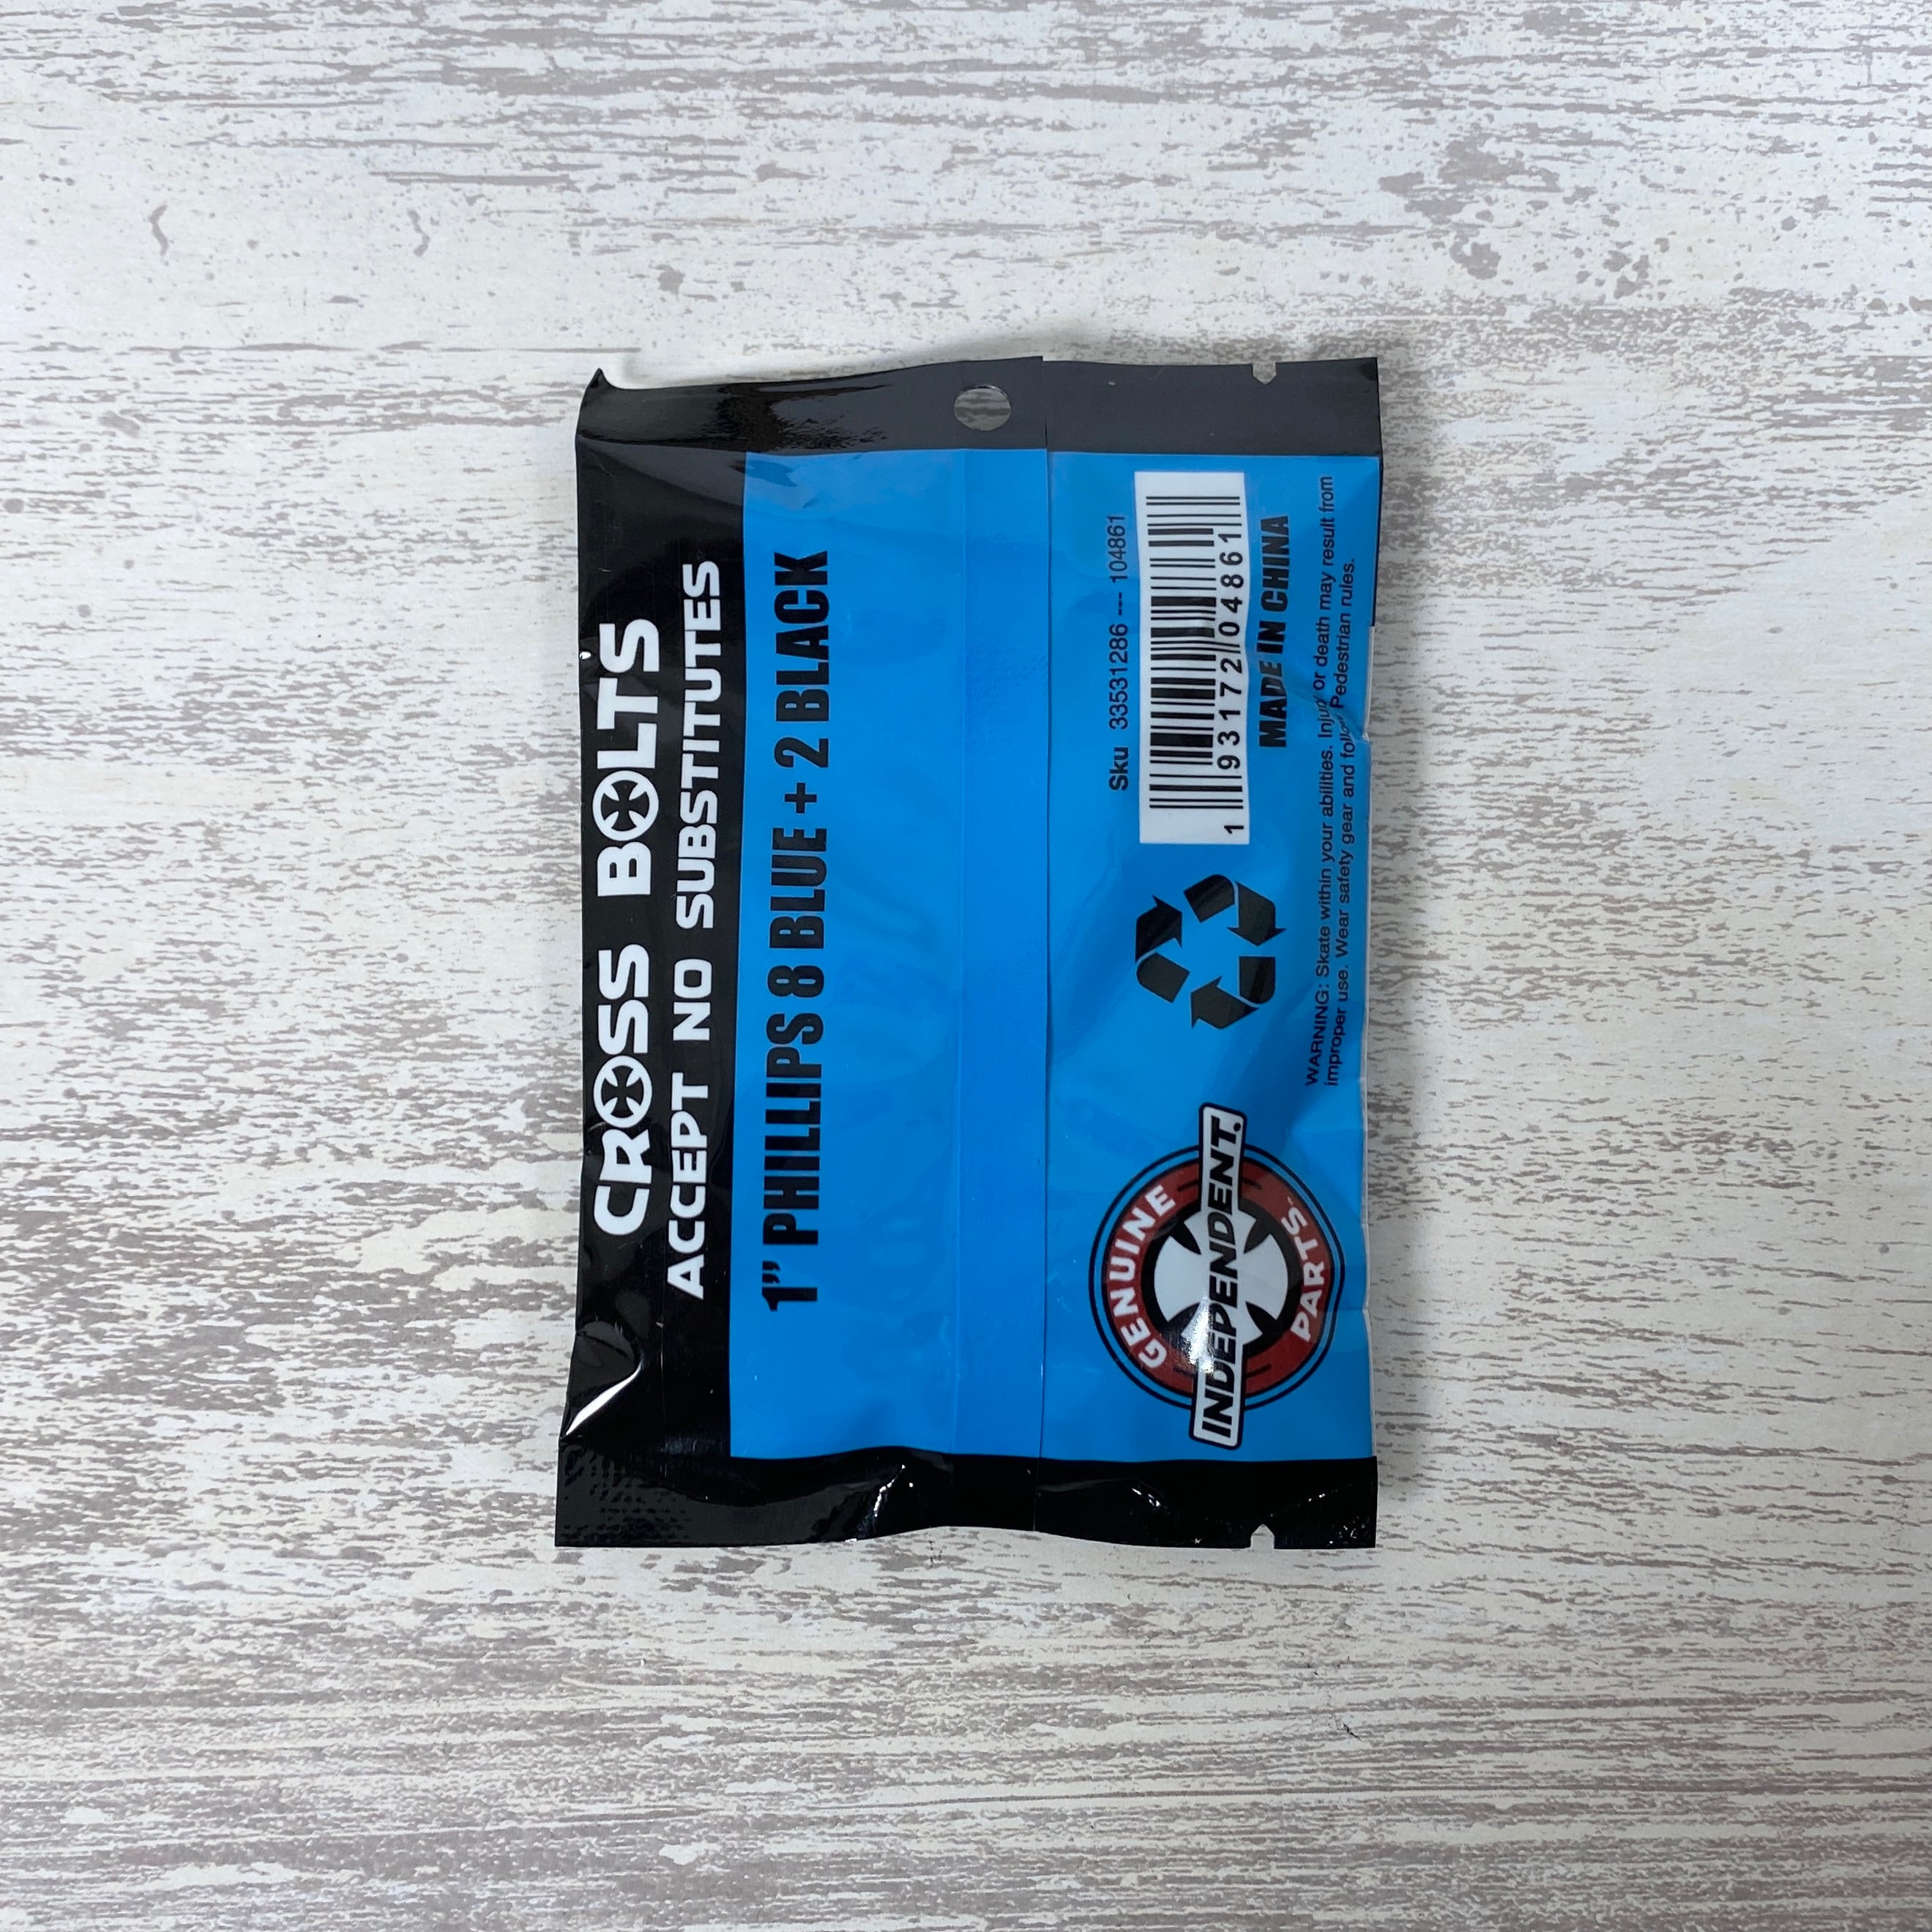 CROSS BOLTS
ACCEPT NO SUBSTITUTES
1" PHILLIPS 8 BLUE + 2 BLACK
GENUINE
INDEPENDENT.
PARTS™
Sku 33531286 --- 104861
1 93172 04861 1
MADE IN CHINA
WARNING: Skate within your abilities. Injury or death may result from
improper use. Wear safety gear and follow Pedestrian rules.